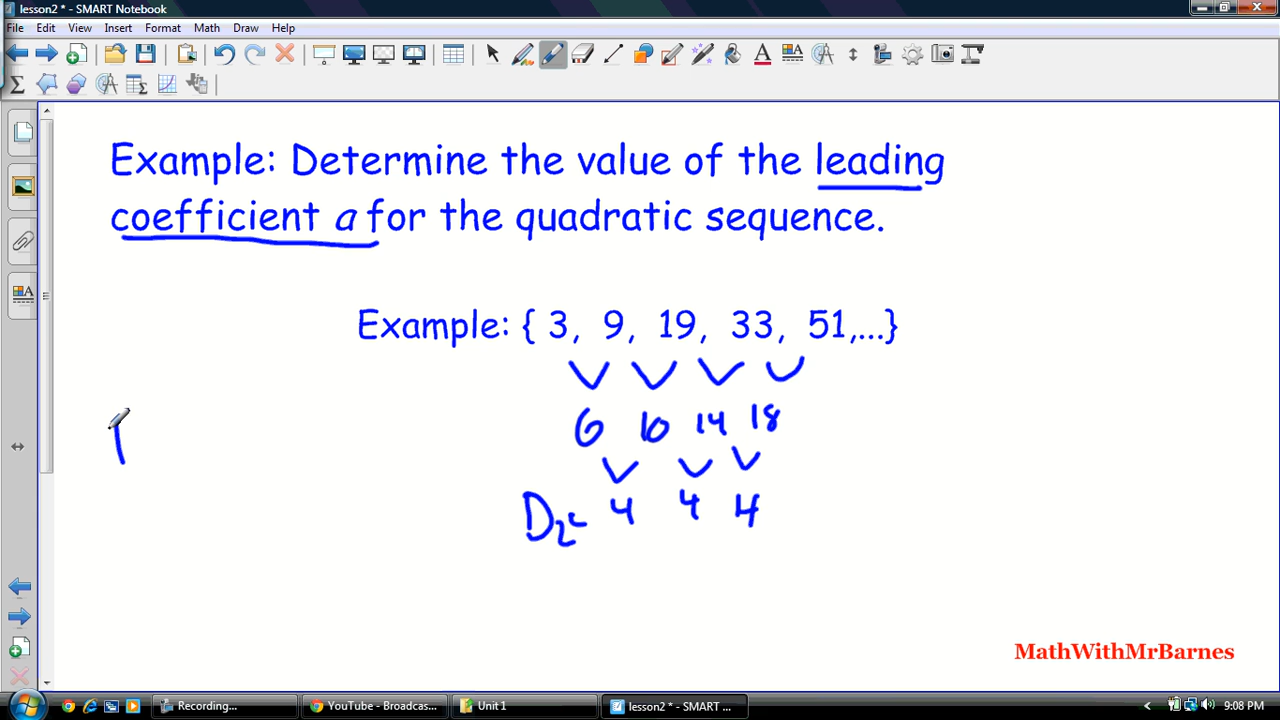 lesson2 * - SMART Notebook
File Edit View Insert Format Math Draw Help
Example: Determine the value of the leading
coefficient a for the quadratic sequence.
Example: { 3, 9, 19, 33, 51,...}
6 10 14 18
D2= 4 4 4
MathWithMrBarnes
Recording... YouTube - Broadcas... Unit1 lesson2 * - SMART ... 9:08 PM